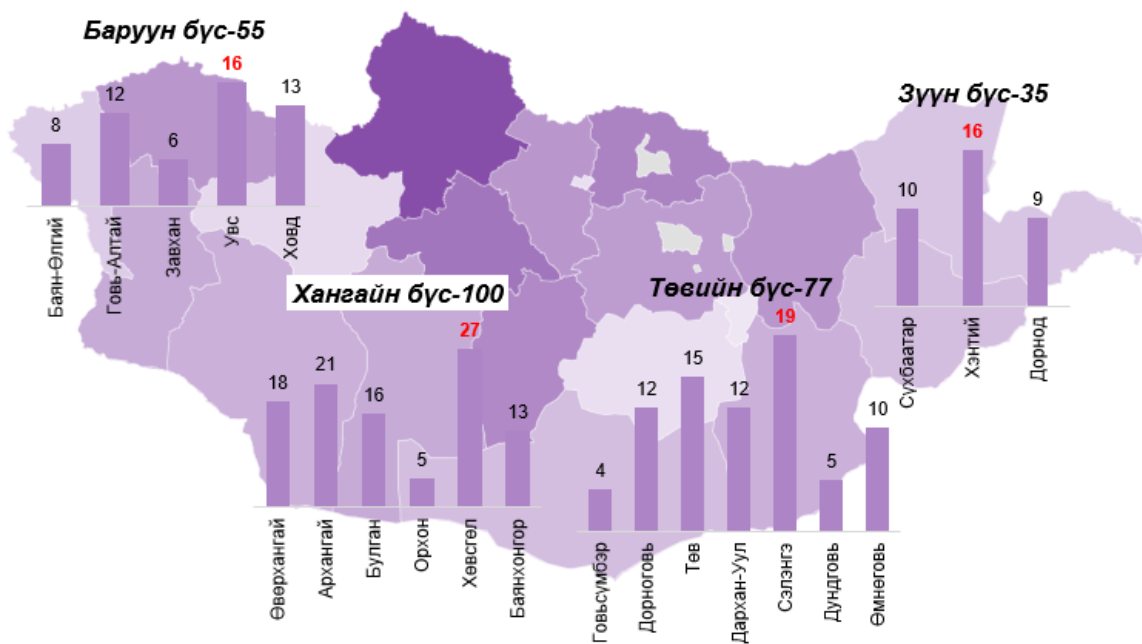 Баруун бүс-55
8
12
6
16
13
Баян-Өлгий
Говь-Алтай
Завхан
Увс
Ховд
Зүүн бүс-35
10
16
9
Сүхбаатар
Хэнтий
Дорнод
Хангайн бүс-100
18
21
16
5
27
13
Өвөрхангай
Архангай
Булган
Орхон
Хөвсгөл
Баянхонгор
Төвийн бүс-77
4
12
15
12
19
5
10
Говьсүмбэр
Дорноговь
Төв
Дархан-Уул
Сэлэнгэ
Дундговь
Өмнөговь